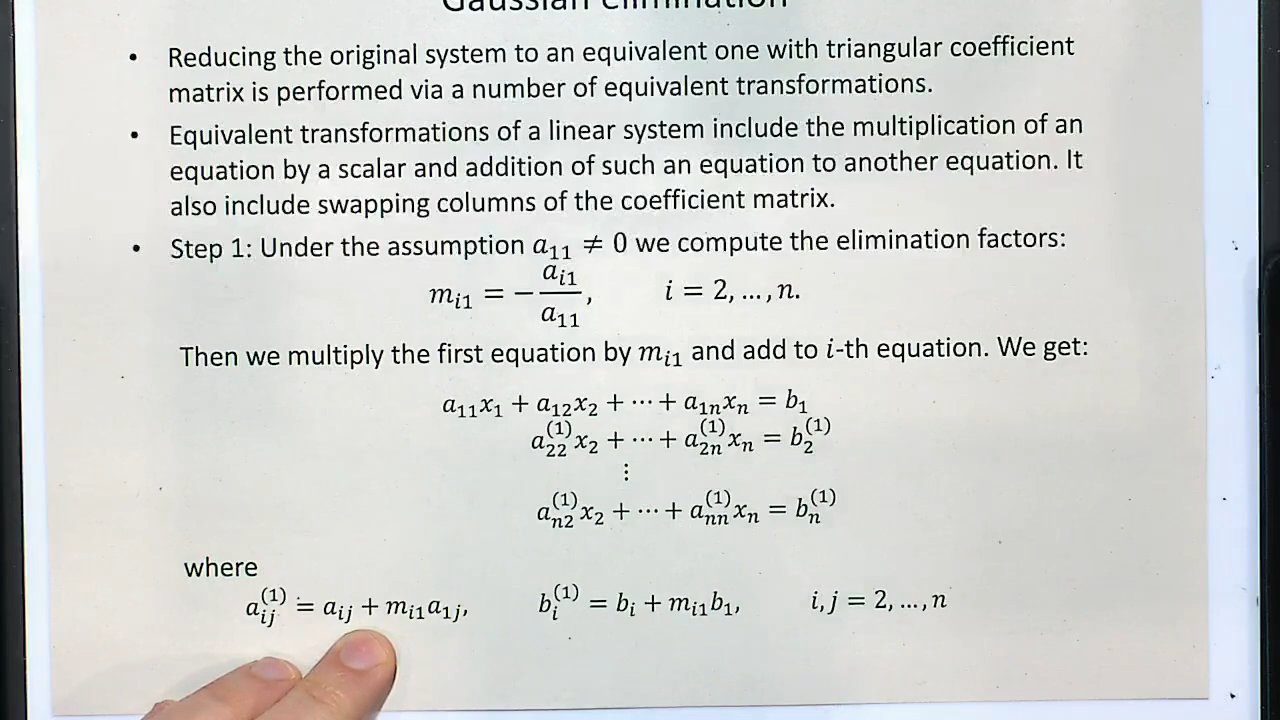 Gaussian Elimination
• Reducing the original system to an equivalent one with triangular coefficient
matrix is performed via a number of equivalent transformations.
• Equivalent transformations of a linear system include the multiplication of an
equation by a scalar and addition of such an equation to another equation. It
also include swapping columns of the coefficient matrix.
• Step 1: Under the assumption a₁₁ ≠ 0 we compute the elimination factors:
mᵢ₁ = −aᵢ₁/a₁₁, i = 2, …, n.
Then we multiply the first equation by mᵢ₁ and add to i-th equation. We get:
a₁₁x₁ + a₁₂x₂ + ⋯ + a₁ₙxₙ = b₁
a₂₂⁽¹⁾x₂ + ⋯ + a₂ₙ⁽¹⁾xₙ = b₂⁽¹⁾
⋮
aₙ₂⁽¹⁾x₂ + ⋯ + aₙₙ⁽¹⁾xₙ = bₙ⁽¹⁾
where
aᵢⱼ⁽¹⁾ = aᵢⱼ + mᵢ₁a₁ⱼ, bᵢ⁽¹⁾ = bᵢ + mᵢ₁b₁, i, j = 2, …, n